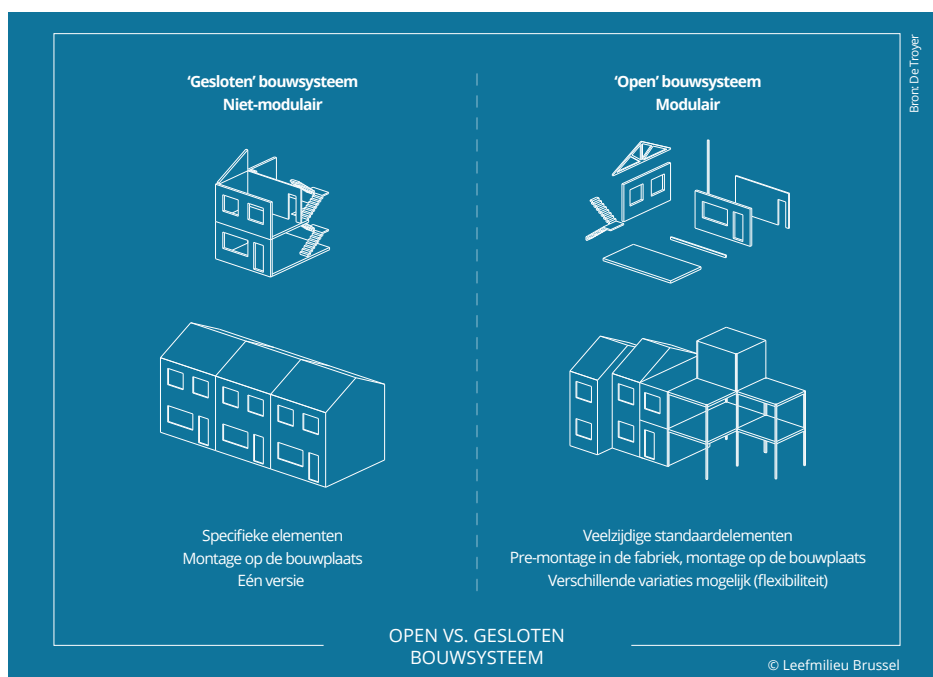 ‘Gesloten’ bouwsysteem
Niet-modulair
‘Open’ bouwsysteem
Modulair
Bront De Troyer
Specifieke elementen
Montage op de bouwplaats
Eén versie
Veelzijdige standaardelementen
Pre-montage in de fabriek, montage op de bouwplaats
Verschillende variaties mogelijk (flexibiliteit)
OPEN VS. GESLOTEN
BOUWSYSTEEM
© Leefmilieu Brussel